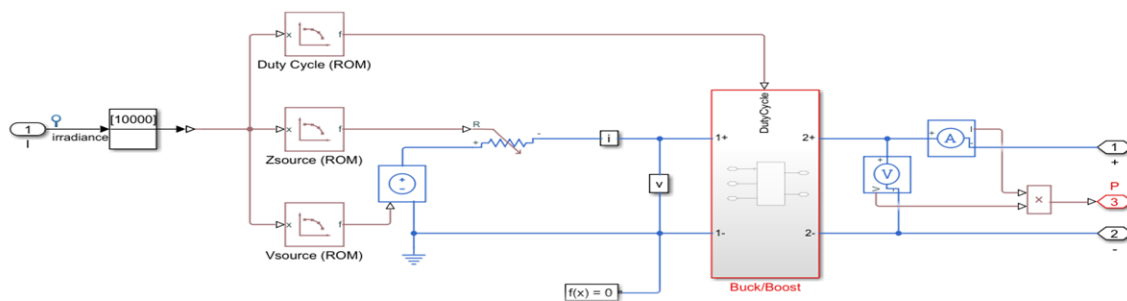 x
f
Duty Cycle (ROM)
1
I
irradiance
[10000]
x
f
Zsource (ROM)
R
+
-
i
v
x
f
Vsource (ROM)
+
-
f(x) = 0
DutyCycle
1+
1-
2+
2-
Buck/Boost
+
V
V
+
A
I
-
×
1
+
P
3
2
-